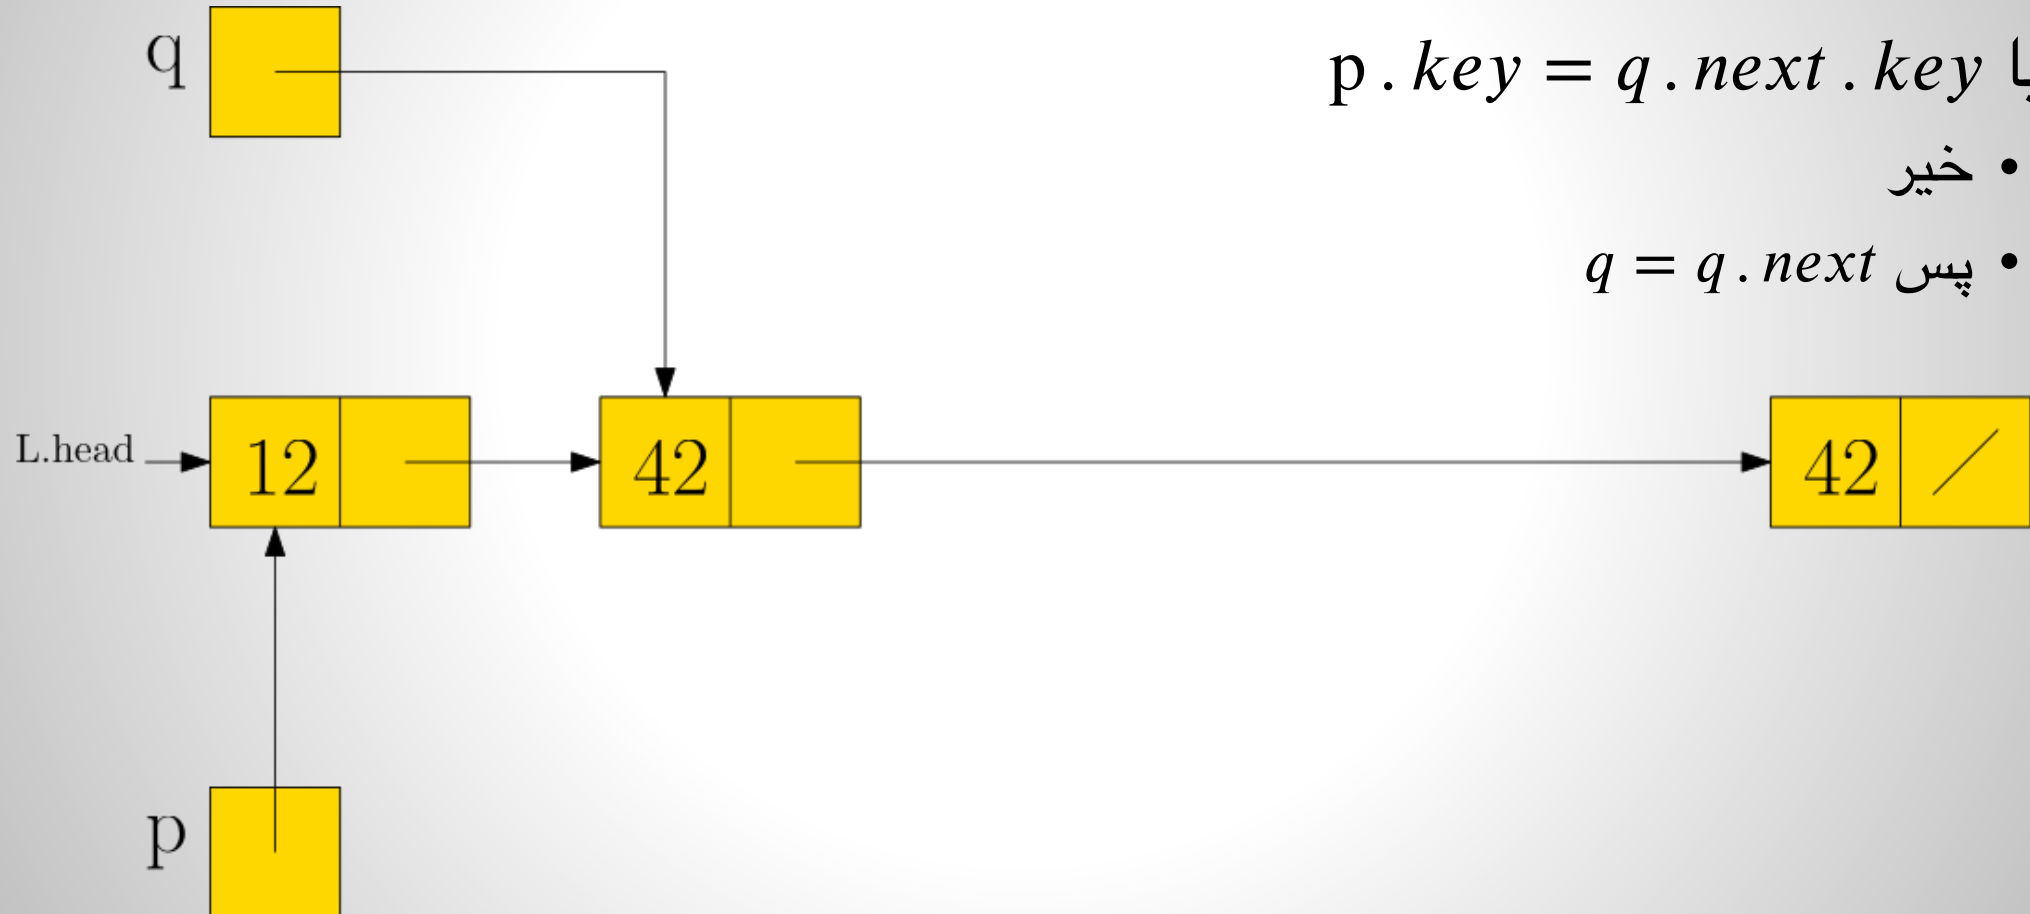 q
p . key = q . next . key
خیر •
پس q = q . next •
L.head 12 42 42 /
p